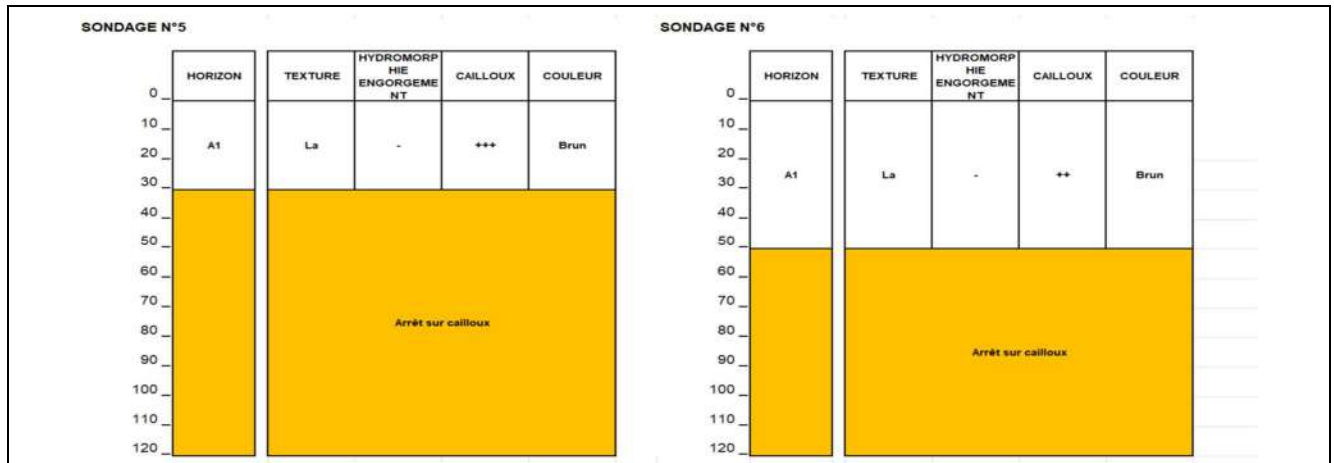 SONDAGE N°5
HORIZON TEXTURE HYDROMORP
HIE
ENGORGEME
NT CAILLOUX COULEUR
0
10
20
30
40
50
60
70
80
90
100
110
120
A1 La - +++ Brun
Arrêt sur cailloux
SONDAGE N°6
HORIZON TEXTURE HYDROMORP
HIE
ENGORGEME
NT CAILLOUX COULEUR
0
10
20
30
40
50
60
70
80
90
100
110
120
A1 La - ++ Brun
Arrêt sur cailloux